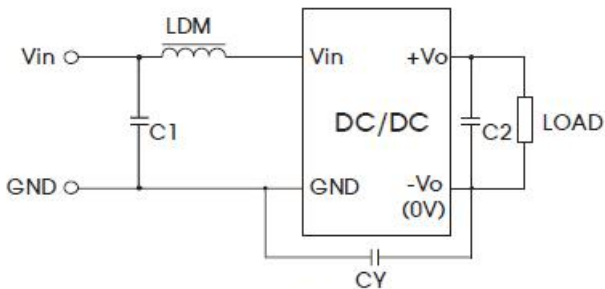 LDM
Vin
Vin
+Vo
C1
DC/DC
C2
LOAD
GND
GND
-Vo
(0V)
CY